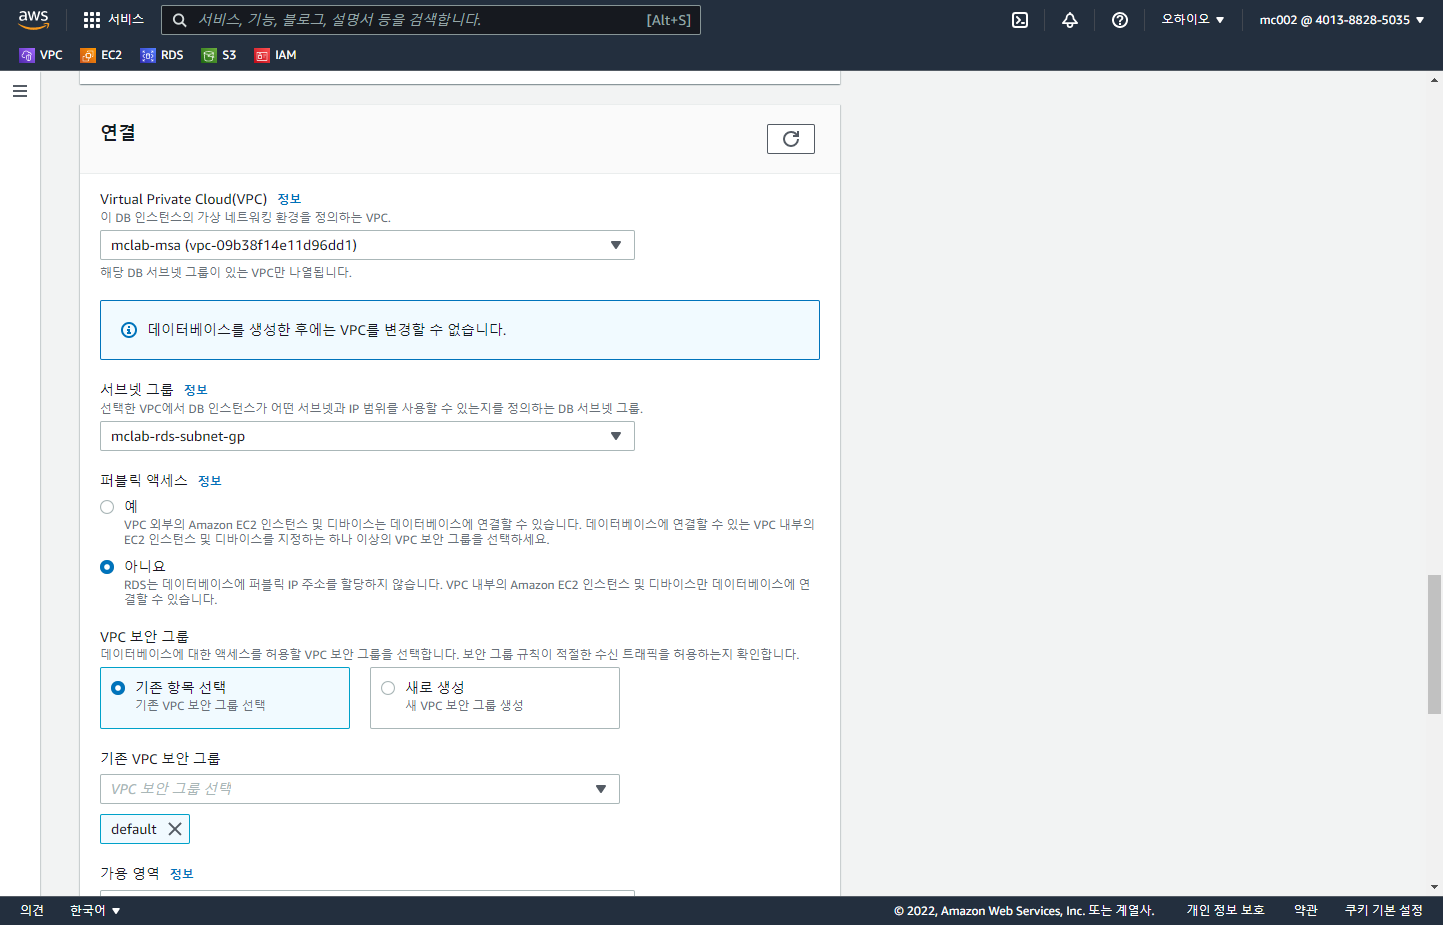 aws
서비스
서비스, 기능, 블로그, 설명서 등을 검색합니다.
[Alt+S]
오하이오 ▼
mc002 @ 4013-8828-5035 ▼
VPC
EC2
RDS
S3
IAM
연결
Virtual Private Cloud(VPC) 정보
이 DB 인스턴스의 가상 네트워킹 환경을 정의하는 VPC.
mclab-msa (vpc-09b38f14e11d96dd1)
해당 DB 서브넷 그룹이 있는 VPC만 나열됩니다.
데이터베이스를 생성한 후에는 VPC를 변경할 수 없습니다.
서브넷 그룹 정보
선택한 VPC에서 DB 인스턴스가 어떤 서브넷과 IP 범위를 사용할 수 있는지를 정의하는 DB 서브넷 그룹.
mclab-rds-subnet-gp
퍼블릭 액세스 정보
예
VPC 외부의 Amazon EC2 인스턴스 및 디바이스는 데이터베이스에 연결할 수 있습니다. 데이터베이스에 연결할 수 있는 VPC 내부의
EC2 인스턴스 및 디바이스를 지정하는 하나 이상의 VPC 보안 그룹을 선택하세요.
아니요
RDS는 데이터베이스에 퍼블릭 IP 주소를 할당하지 않습니다. VPC 내부의 Amazon EC2 인스턴스 및 디바이스만 데이터베이스에 연
결할 수 있습니다.
VPC 보안 그룹
데이터베이스에 대한 액세스를 허용할 VPC 보안 그룹을 선택합니다. 보안 그룹 규칙이 적절한 수신 트래픽을 허용하는지 확인합니다.
기존 항목 선택
기존 VPC 보안 그룹 선택
새로 생성
새 VPC 보안 그룹 생성
기존 VPC 보안 그룹
VPC 보안 그룹 선택
default
가용 영역 정보
의견
한국어 ▼
© 2022, Amazon Web Services, Inc. 또는 계열사.
개인 정보 보호
약관
쿠키 기본 설정